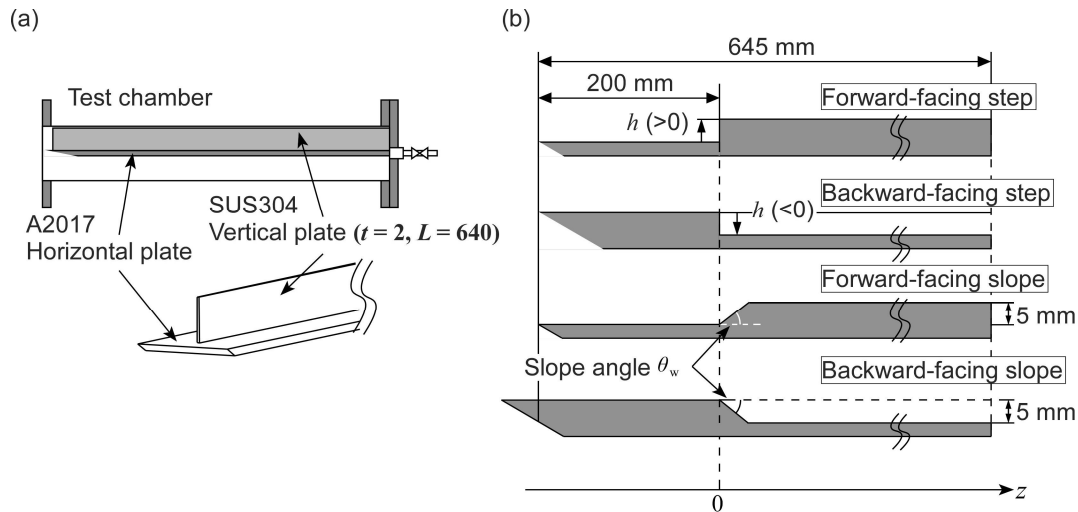 (a)
Test chamber
A2017
Horizontal plate
SUS304
Vertical plate (t = 2, L = 640)
(b)
645 mm
200 mm
Forward-facing step
h (>0)
Backward-facing step
h (<0)
Forward-facing slope
5 mm
Slope angle θw
Backward-facing slope
5 mm
0
z